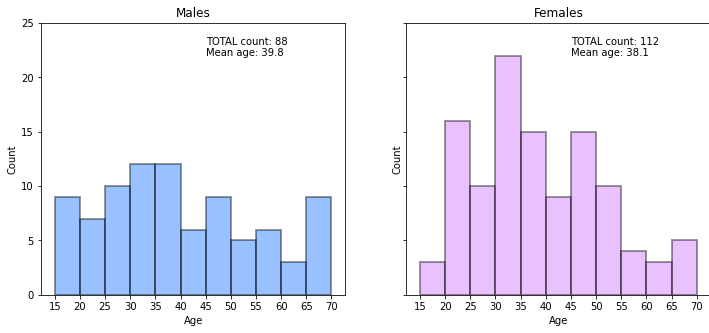 Males
TOTAL count: 88
Mean age: 39.8
25
20
15
10
5
0
Count
15 20 25 30 35 40 45 50 55 60 65 70
Age
Females
TOTAL count: 112
Mean age: 38.1
Count
15 20 25 30 35 40 45 50 55 60 65 70
Age